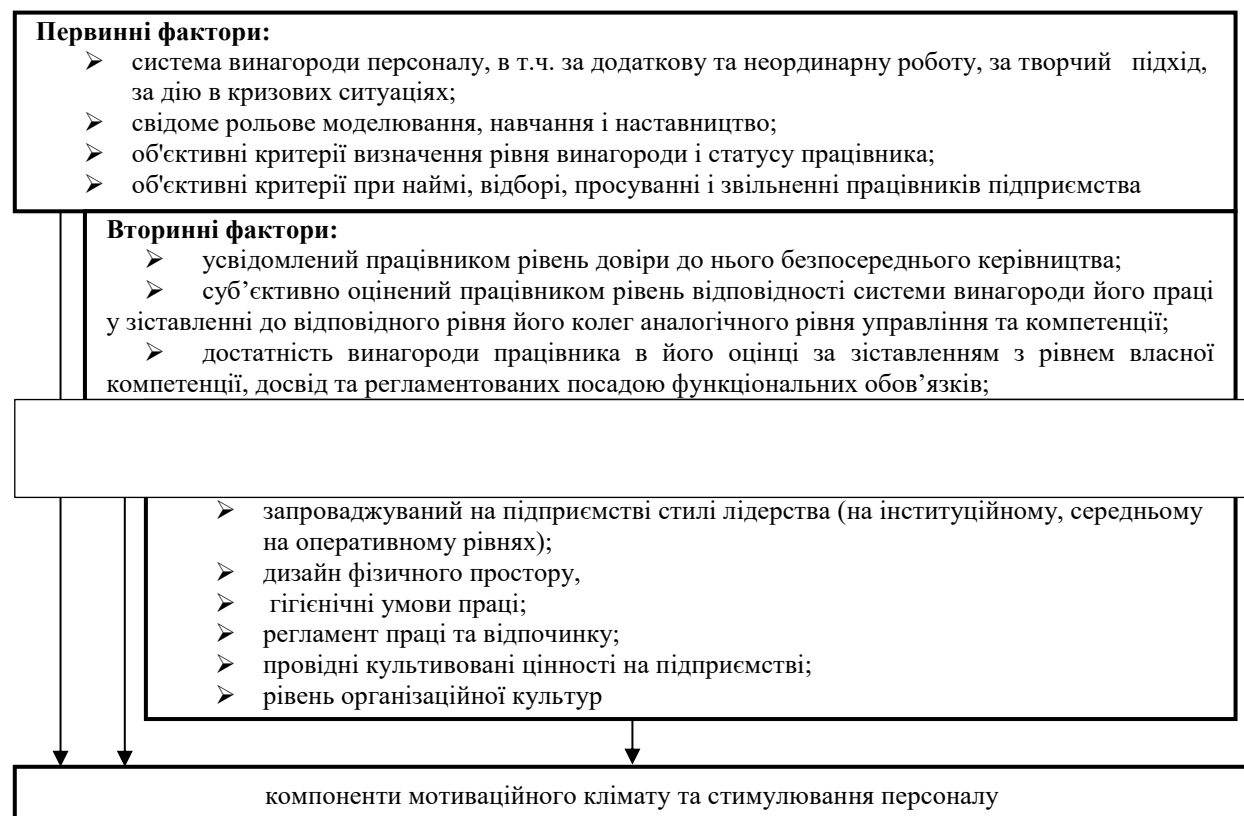 Первинні фактори:
➢ система винагороди персоналу, в т.ч. за додаткову та неординарну роботу, за творчий підхід,
за дію в кризових ситуаціях;
➢ свідоме рольове моделювання, навчання і наставництво;
➢ об'єктивні критерії визначення рівня винагороди і статусу працівника;
➢ об'єктивні критерії при наймі, відборі, просуванні і звільненні працівників підприємства
Вторинні фактори:
➢ усвідомлений працівником рівень довіри до нього безпосереднього керівництва;
➢ суб’єктивно оцінений працівником рівень відповідності системи винагороди його праці
у зіставленні до відповідного рівня його колег аналогічного рівня управління та компетенції;
➢ достатність винагороди працівника в його оцінці за зіставленням з рівнем власної
компетенції, досвід та регламентованих посадою функціональних обов’язків;
➢ запроваджуваний на підприємстві стилі лідерства (на інституційному, середньому
на оперативному рівнях);
➢ дизайн фізичного простору,
➢ гігієнічні умови праці;
➢ регламент праці та відпочинку;
➢ провідні культивовані цінності на підприємстві;
➢ рівень організаційної культур
компоненти мотиваційного клімату та стимулювання персоналу